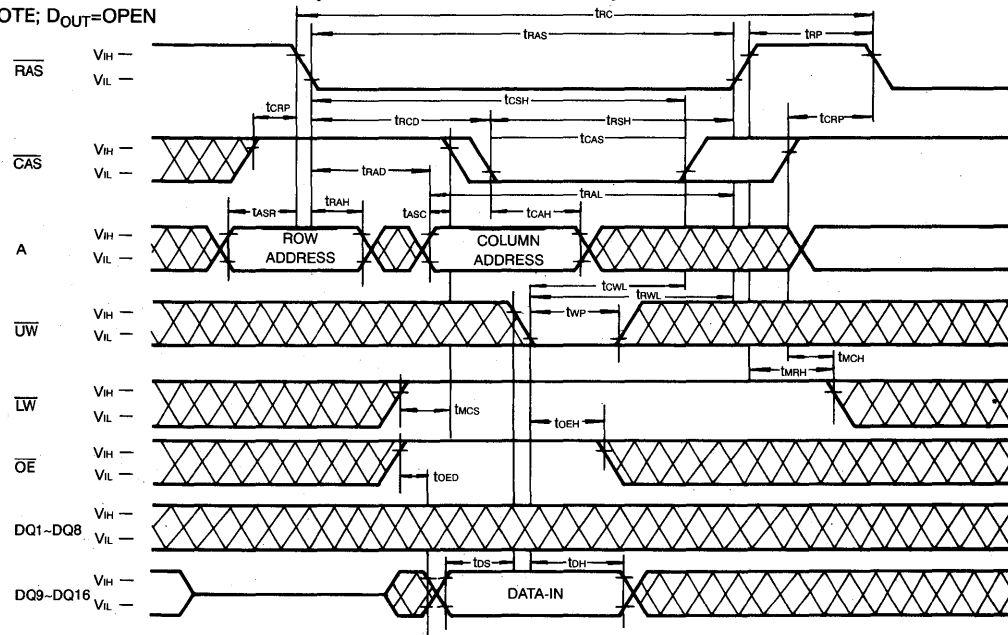 OTE; DOUT=OPEN
tRC
tRAS
tRP
RAS
VIH
VIL
tCRP
tCSH
tRCD
tRSH
tCRP
tCAS
CAS
VIH
VIL
tRAD
tRAL
tASR
tRAH
tASC
tCAH
A
VIH
VIL
ROW
ADDRESS
COLUMN
ADDRESS
tCWL
tRWL
tWP
UW
VIH
VIL
tMCH
tMRH
LW
VIH
VIL
tMCS
tOEH
OE
VIH
VIL
tOED
DQ1~DQ8
VIH
VIL
tDS
tDH
DQ9~DQ16
VIH
VIL
DATA-IN